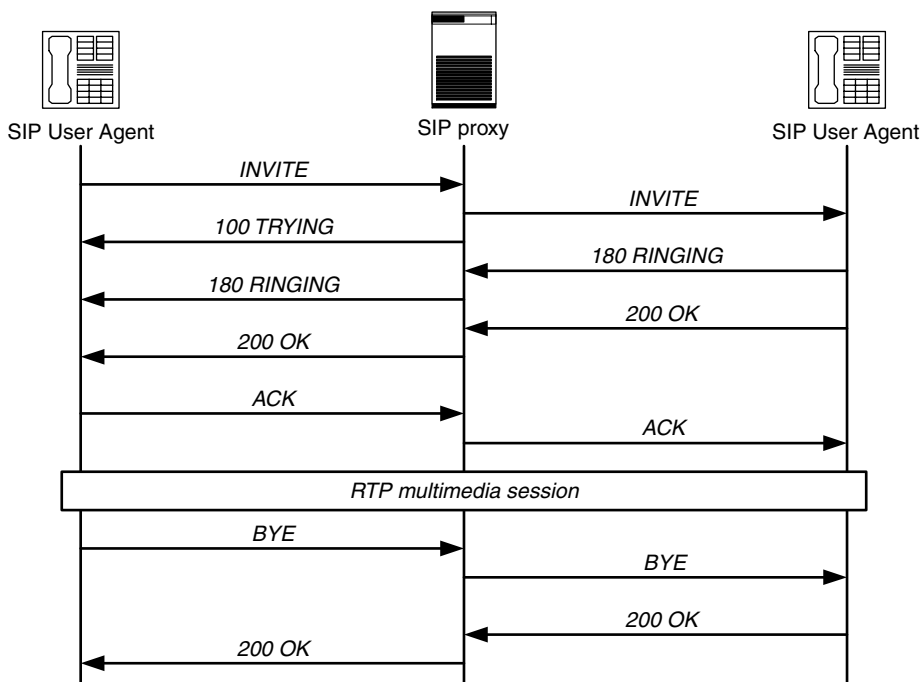 SIP User Agent
SIP proxy
SIP User Agent
INVITE
INVITE
100 TRYING
180 RINGING
180 RINGING
200 OK
200 OK
ACK
ACK
RTP multimedia session
BYE
BYE
200 OK
200 OK